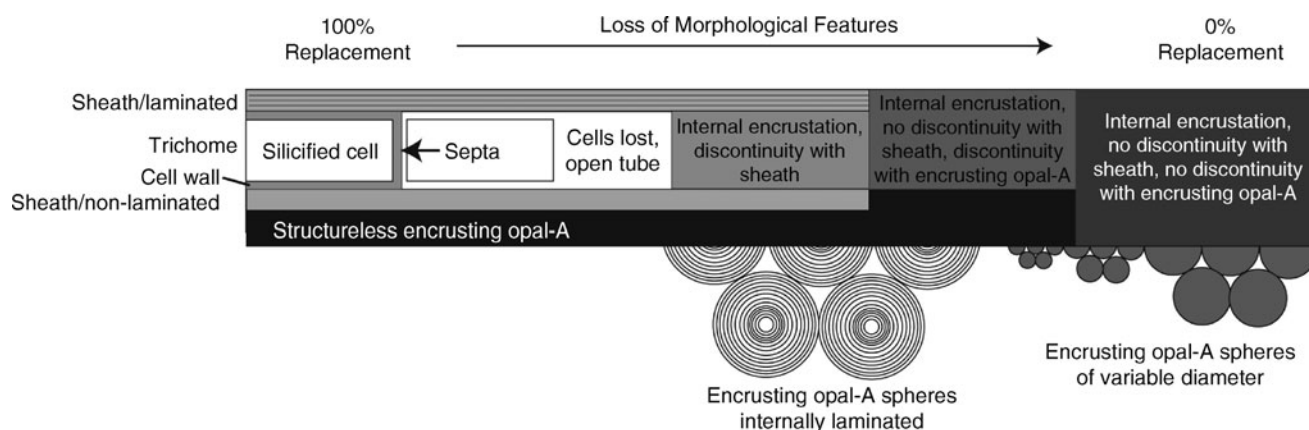 100%
Replacement
Loss of Morphological Features
0%
Replacement
Sheath/laminated
Trichome
Cell wall
Sheath/non-laminated
Silicified cell
Septa
Cells lost,
open tube
Internal encrustation,
discontinuity with
sheath
Internal encrustation,
no discontinuity with
sheath, discontinuity
with encrusting opal-A
Internal encrustation,
no discontinuity with
sheath, no discontinuity
with encrusting opal-A
Structureless encrusting opal-A
Encrusting opal-A spheres
internally laminated
Encrusting opal-A spheres
of variable diameter